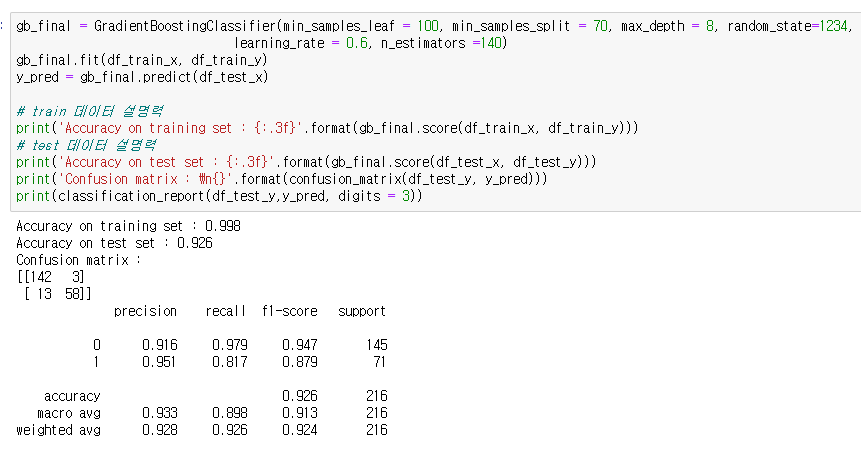 :
gb_final = GradientBoostingClassifier(min_samples_leaf = 100, min_samples_split = 70, max_depth = 8, random_state=1234,
learning_rate = 0.6, n_estimators =140)
gb_final.fit(df_train_x, df_train_y)
y_pred = gb_final.predict(df_test_x)
# train 데이터 설명력
print('Accuracy on training set : {:.3f}'.format(gb_final.score(df_train_x, df_train_y)))
# test 데이터 설명력
print('Accuracy on test set : {:.3f}'.format(gb_final.score(df_test_x, df_test_y)))
print('Confusion matrix : ₩n{}'.format(confusion_matrix(df_test_y, y_pred)))
print(classification_report(df_test_y,y_pred, digits = 3))
Accuracy on training set : 0.998
Accuracy on test set : 0.926
Confusion matrix :
[[142   3]
 [ 13  58]]
precision    recall  f1-score   support
0      0.916     0.979     0.947       145
1      0.951     0.817     0.879        71
accuracy                          0.926       216
macro avg      0.933     0.898     0.913       216
weighted avg      0.928     0.926     0.924       216